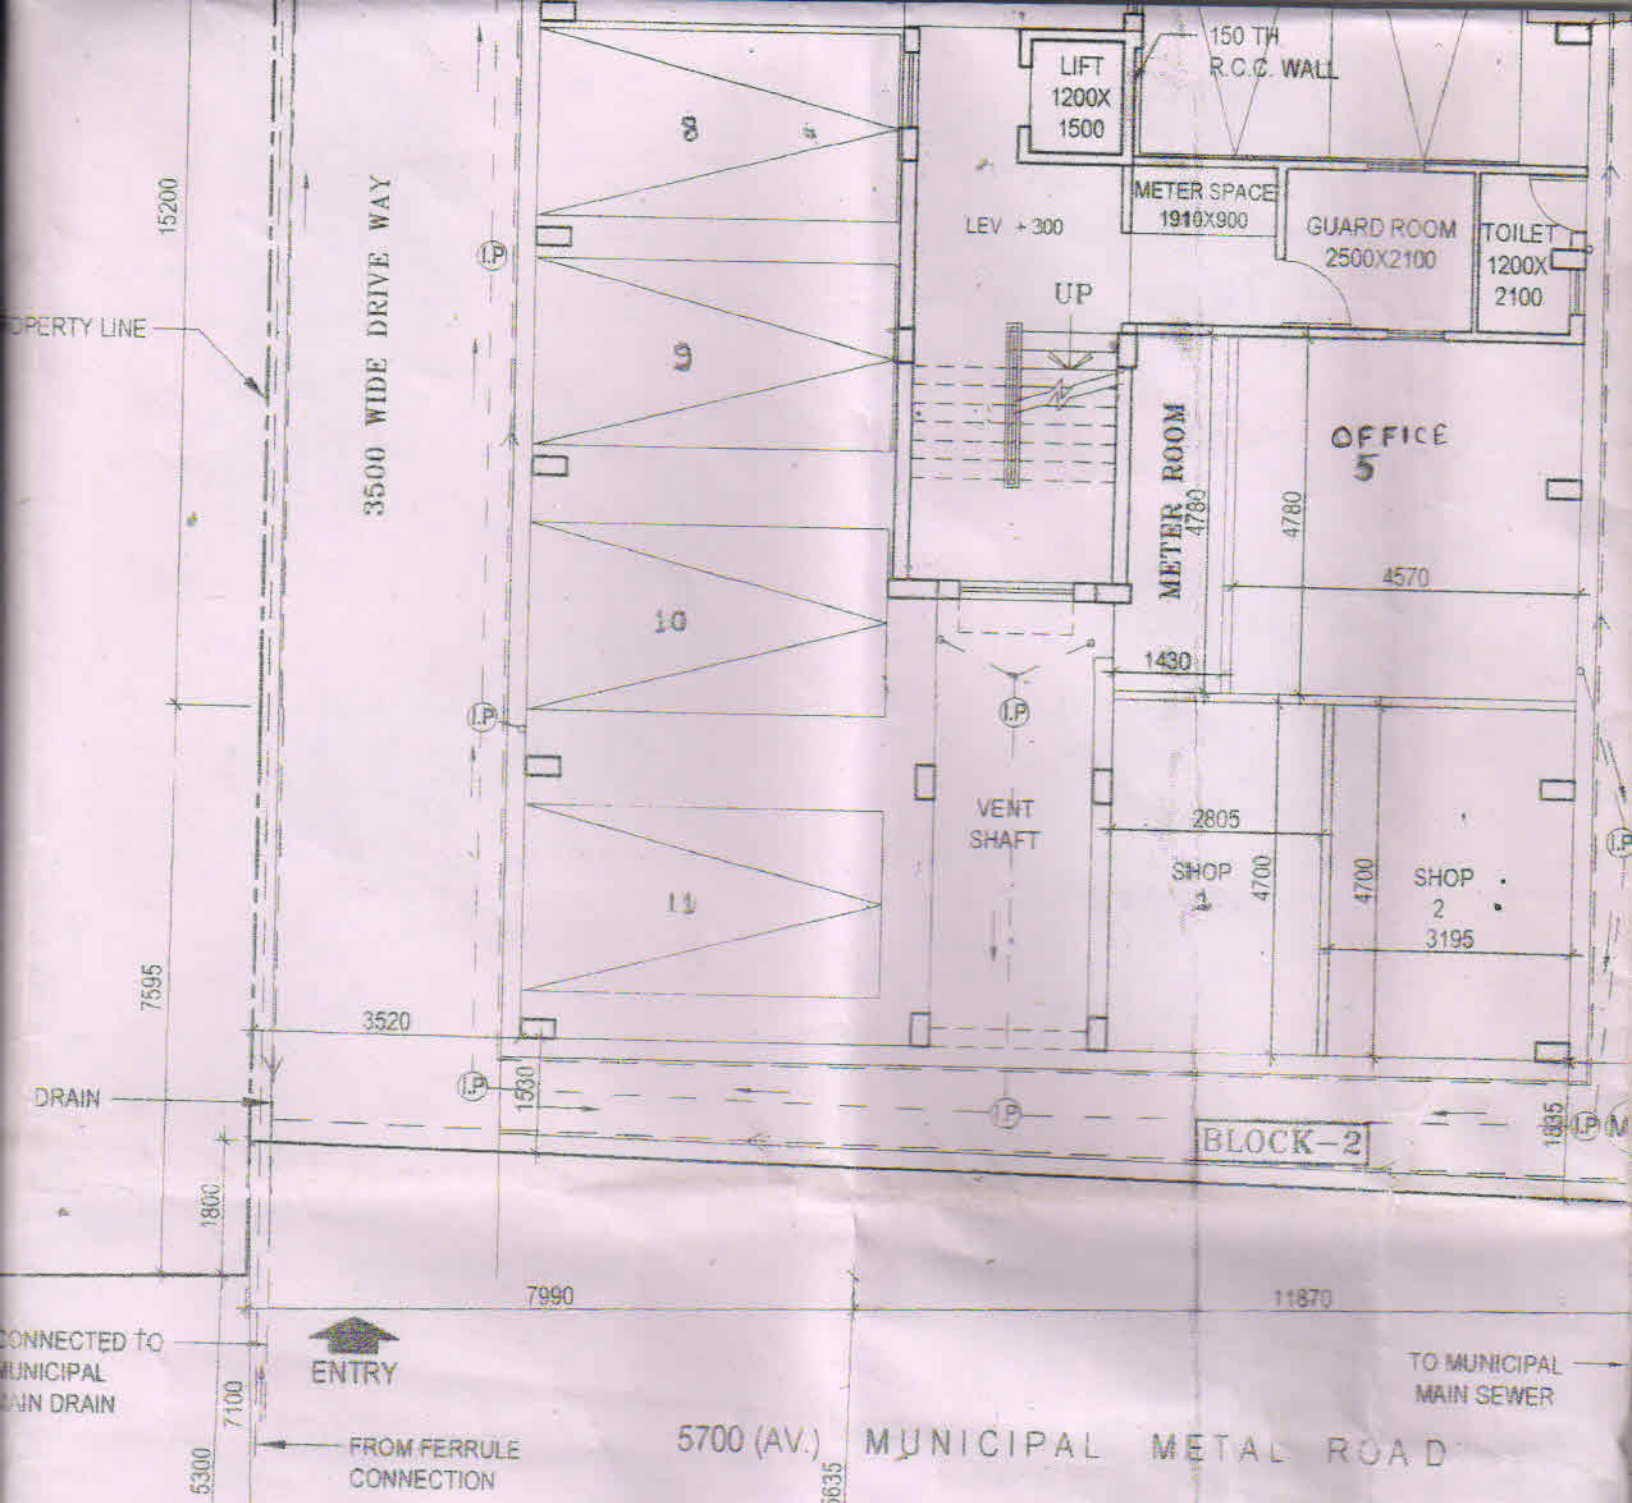 150 TH
R.C.C. WALL
LIFT
1200X
1500
8
15200
3500 WIDE DRIVE WAY
METER SPACE
1910X900
GUARD ROOM
2500X2100
TOILET
1200X
2100
LEV +300
I.P
UP
OPERTY LINE
9
METER ROOM
4780
4780
OFFICE
5
4570
10
1430
I.P
I.P
VENT
SHAFT
2805
SHOP
4700
4700
SHOP
2
3195
I.P
11
7595
3520
DRAIN
I.P
1530
I.P
BLOCK-2
1835
I.P
M
1800
7990
11870
CONNECTED TO
MUNICIPAL
MAIN DRAIN
ENTRY
TO MUNICIPAL
MAIN SEWER
7100
5300
FROM FERRULE
CONNECTION
5700 (AV.) MUNICIPAL METAL ROAD
5635